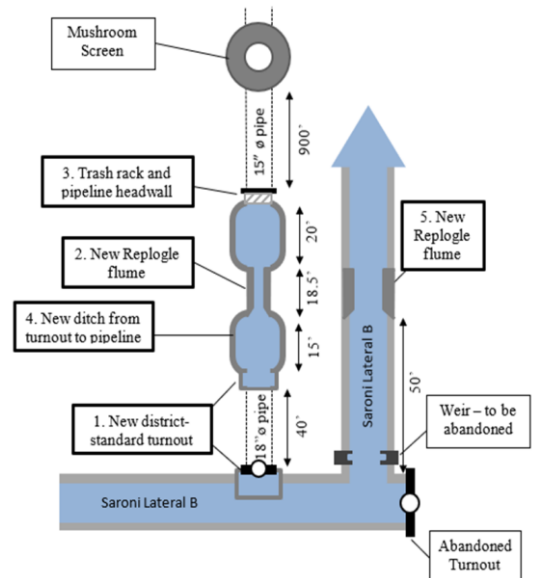 Mushroom
Screen
15" ø pipe
900`
3. Trash rack and
pipeline headwall
20`
5. New
Replogle
flume
2. New Replogle
flume
18.5`
4. New ditch from
turnout to pipeline
15`
Saroni Lateral B
50`
1. New district-
standard turnout
18" ø pipe
40`
Weir – to be
abandoned
Saroni Lateral B
Abandoned
Turnout